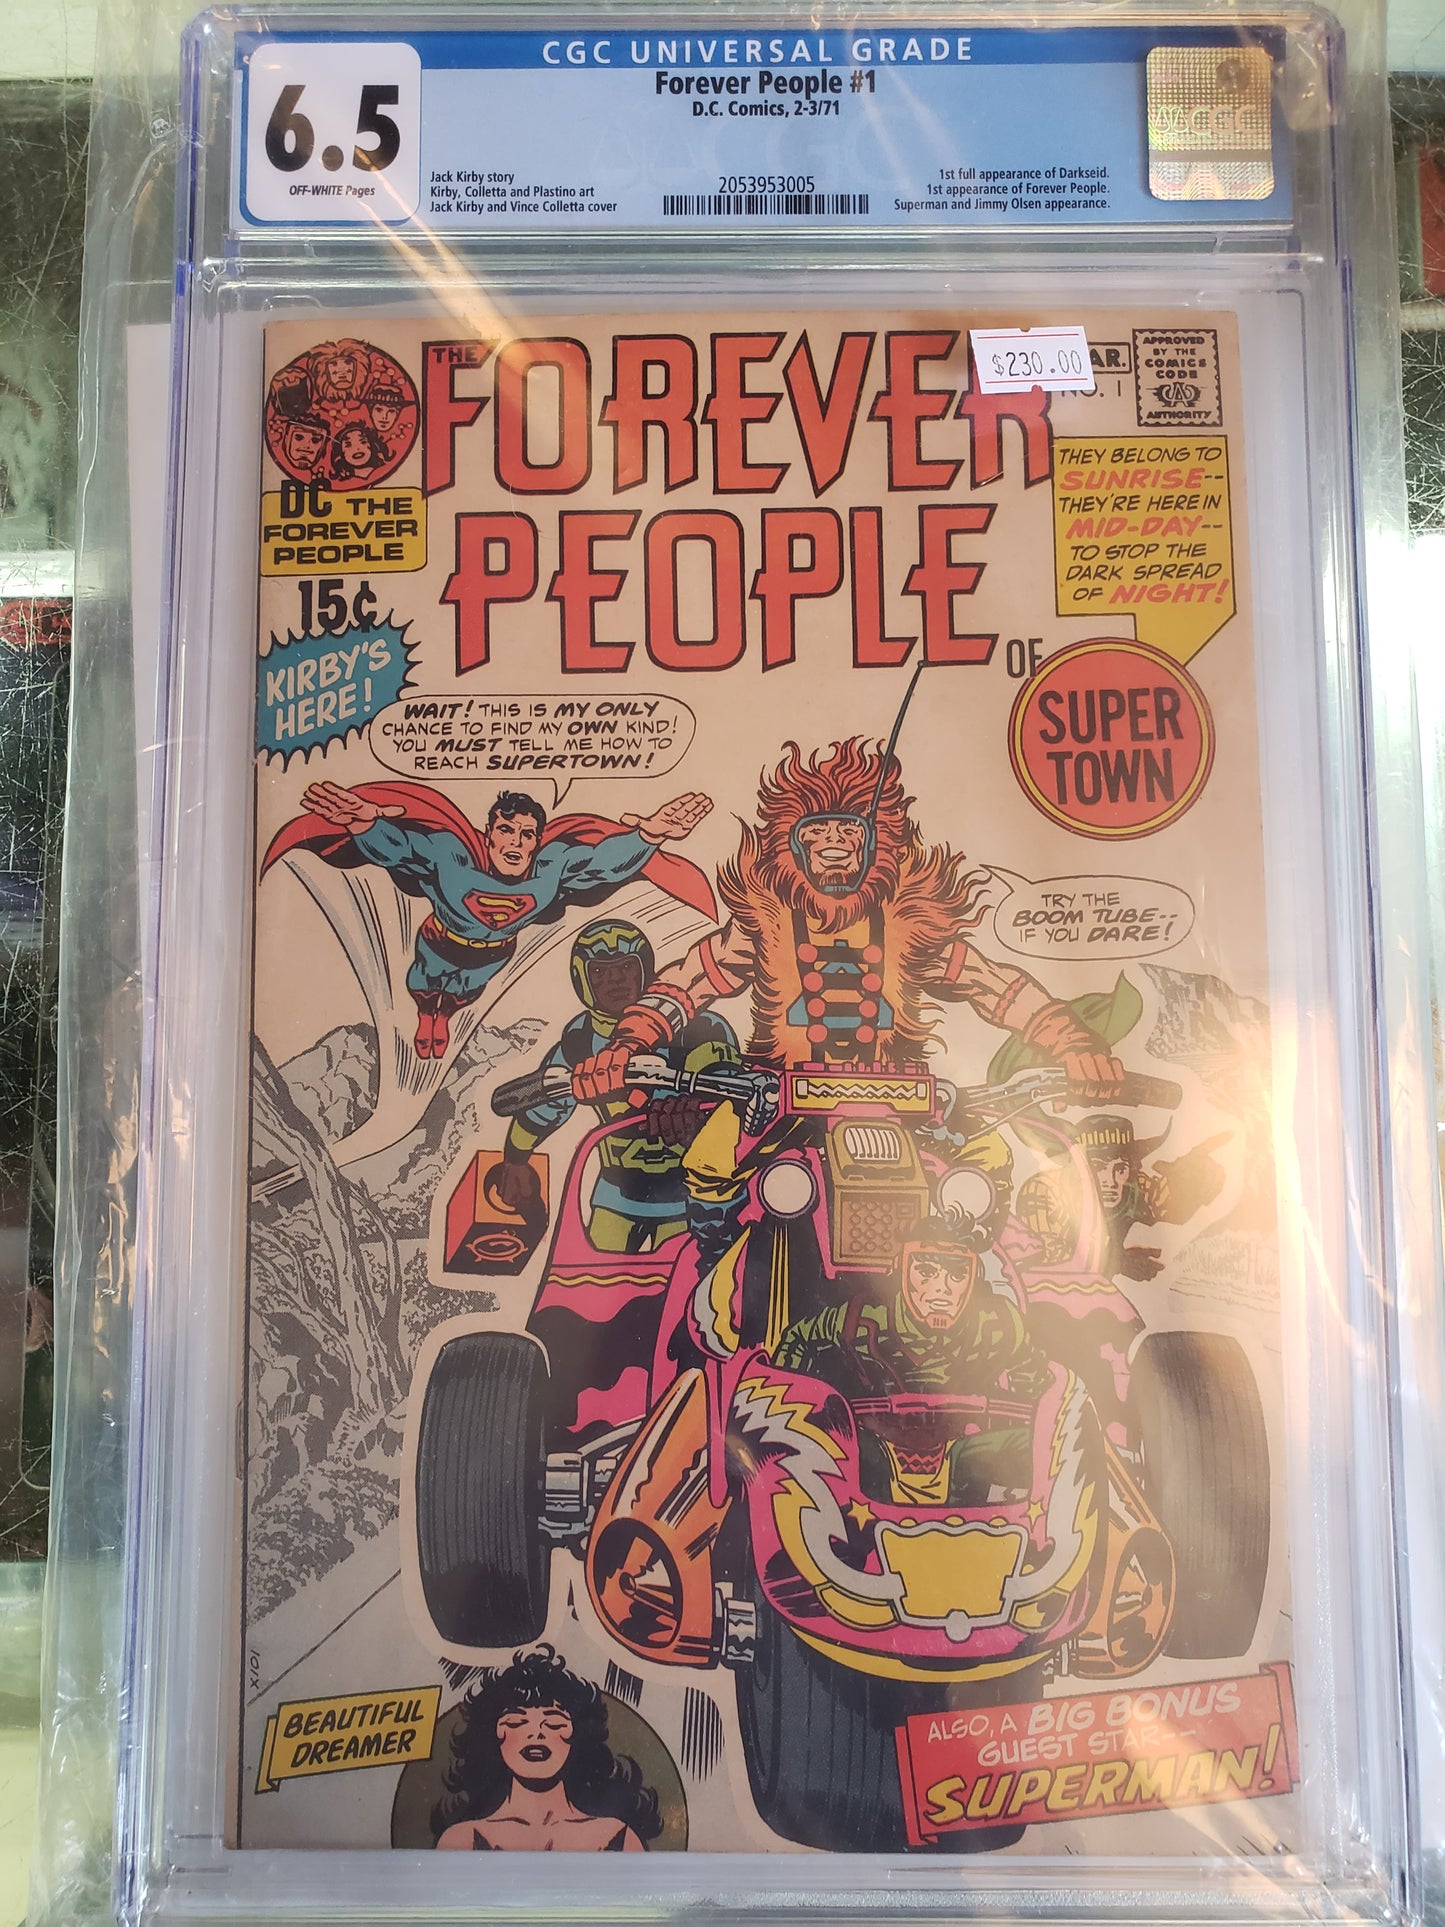 CGC UNIVERSAL GRADE
6.5
OFF-WHITE Pages
Forever People #1
D.C. Comics, 2-3/71
Jack Kirby story
Kirby, Colletta and Plastino art
Jack Kirby and Vince Colletta cover
2053953005
1st full appearance of Darkseid.
1st appearance of Forever People.
Superman and Jimmy Olsen appearance.
CGC
THE
FOREVER
PEOPLE
OF
SUPER
TOWN
$230.00
AR.
NO. 1
APPROVED
BY THE
COMICS
CODE
AUTHORITY
DC THE
FOREVER
PEOPLE
15¢
KIRBY'S
HERE!
THEY BELONG TO
SUNRISE--
THEY'RE HERE IN
MID-DAY--
TO STOP THE
DARK SPREAD
OF NIGHT!
WAIT! THIS IS MY ONLY
CHANCE TO FIND MY OWN KIND!
YOU MUST TELL ME HOW TO
REACH SUPERTOWN!
TRY THE
BOOM TUBE--
IF YOU DARE!
X101
BEAUTIFUL
DREAMER
ALSO, A BIG BONUS
GUEST STAR--
SUPERMAN!